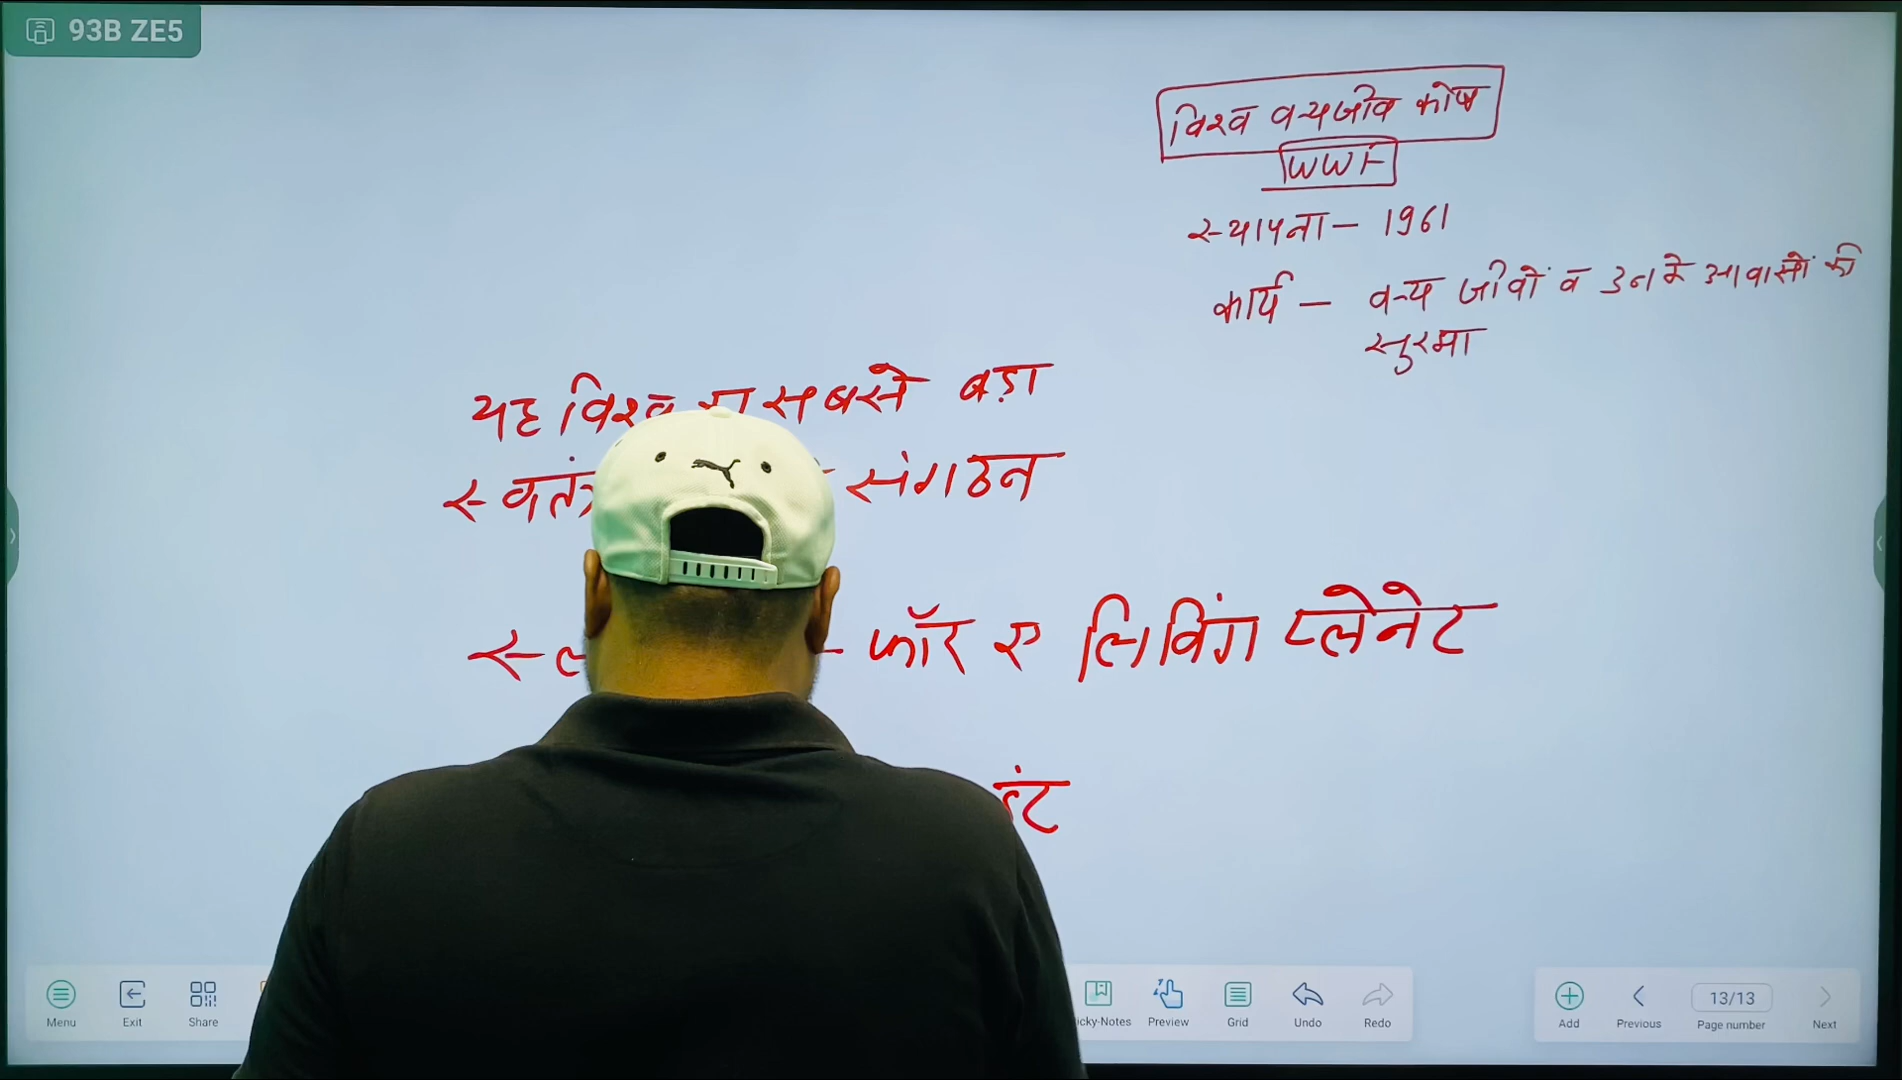 93B ZE5
विश्व वन्यजीव कोष
WWF
स्थापना – 1961
कार्य – वन्य जीवों व उनके आवासों की
सुरक्षा
यह विश्व का सबसे बड़ा
स्वतंत्र संगठन
फॉर ए लिविंग प्लेनेट
Menu
Exit
Share
icky-Notes
Preview
Grid
Undo
Redo
Add
Previous
13/13
Page number
Next